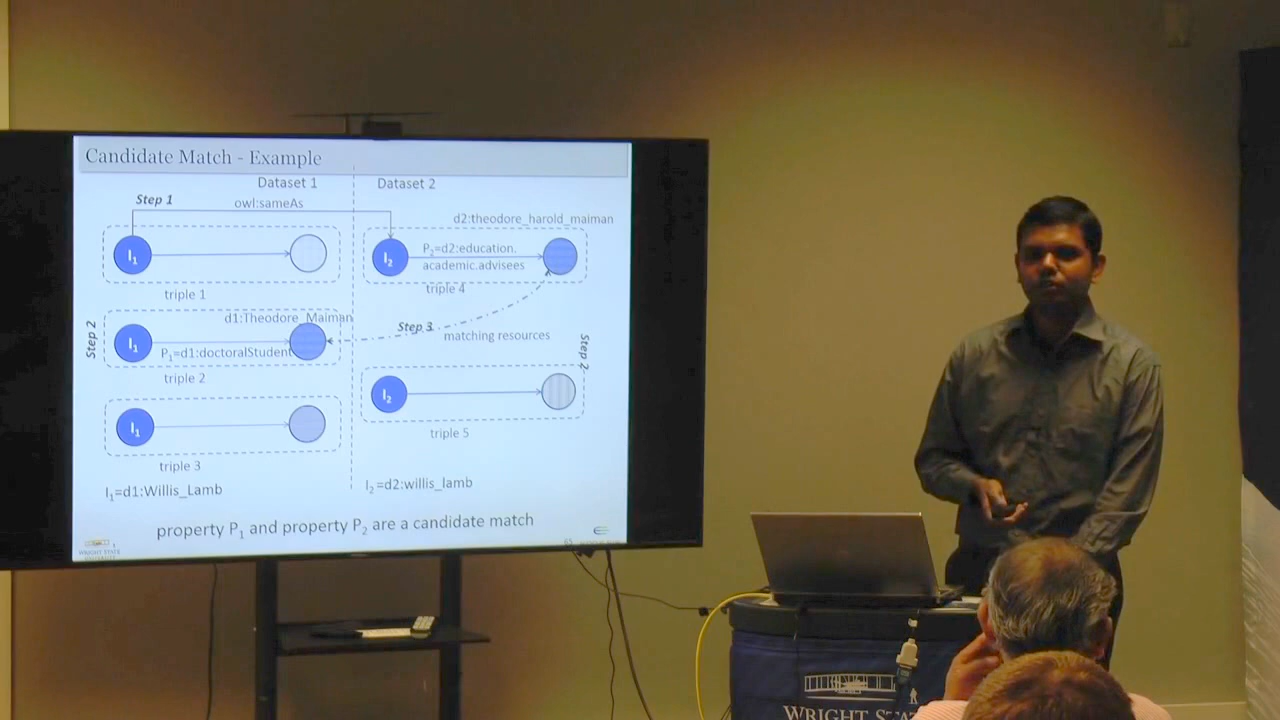 Candidate Match - Example
Dataset 1
Dataset 2
Step 1
owl:sameAs
d2:theodore_harold_maiman
I1
I2
P2=d2:education.
academic.advisees
triple 1
triple 4
Step 2
d1:Theodore_Maiman
I1
P1=d1:doctoralStudent
triple 2
Step 3
matching resources
Step 2
I2
triple 5
I1
triple 3
I1=d1:Willis_Lamb
I2=d2:willis_lamb
property P1 and property P2 are a candidate match
WRIGHT STATE
UNIVERSITY
WRIGHT STA